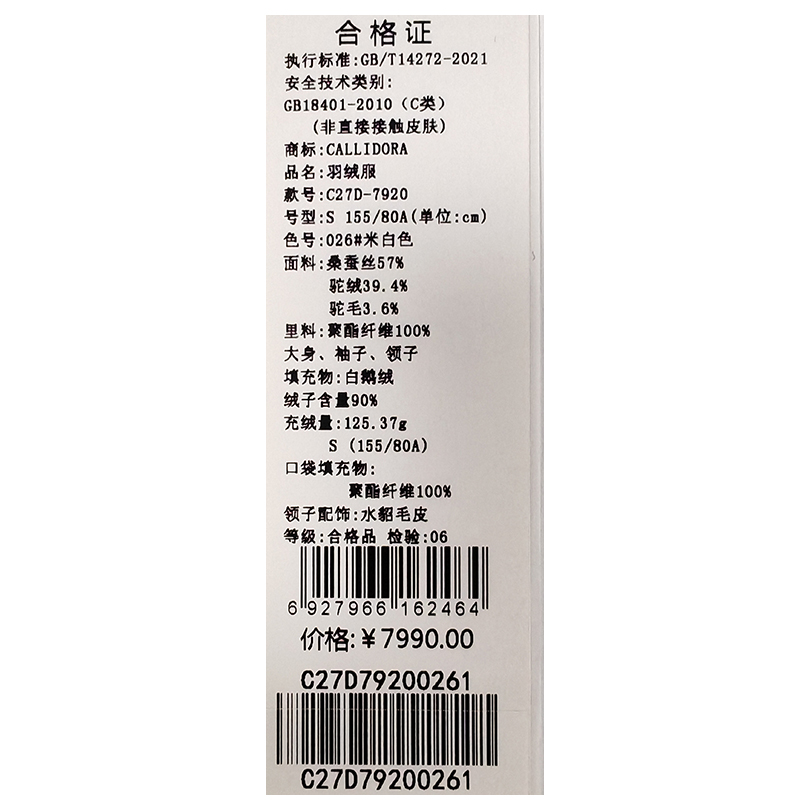 合格证
执行标准:GB/T14272-2021
安全技术类别:
GB18401-2010（C类）
(非直接接触皮肤)
商标:CALLIDORA
品名:羽绒服
款号:C27D-7920
号型:S 155/80A(单位:cm)
色号:026#米白色
面料:桑蚕丝57%
驼绒39.4%
驼毛3.6%
里料:聚酯纤维100%
大身、袖子、领子
填充物:白鹅绒
绒子含量90%
充绒量:125.37g
S (155/80A)
口袋填充物:
聚酯纤维100%
领子配饰:水貂毛皮
等级:合格品 检验:06
6 927966 162464
价格:￥7990.00
C27D79200261
C27D79200261